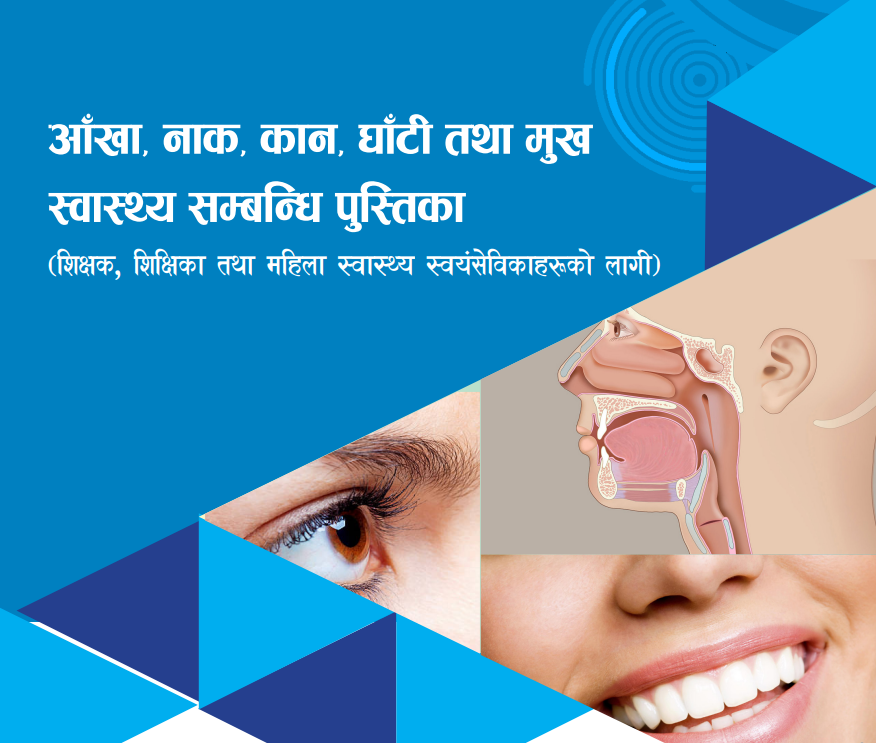 आँखा, नाक, कान, घाँटी तथा मुख
स्वास्थ्य सम्बन्धि पुस्तिका
(शिक्षक, शिक्षिका तथा महिला स्वास्थ्य स्वयंसेविकाहरूको लागी)